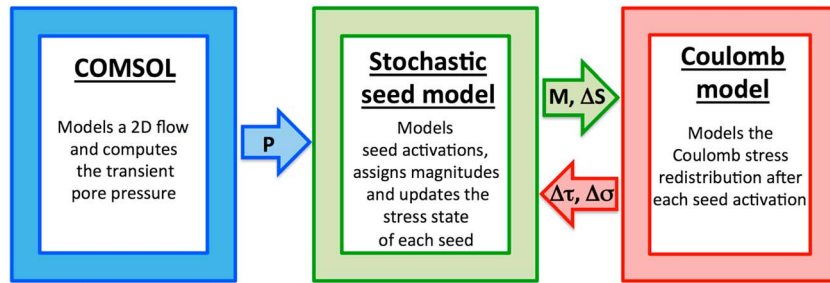 COMSOL
Models a 2D flow
and computes
the transient
pore pressure
P
Stochastic
seed model
Models
seed activations,
assigns magnitudes
and updates the
stress state
of each seed
M, ΔS
Δτ, Δσ
Coulomb
model
Models the
Coulomb stress
redistribution after
each seed activation